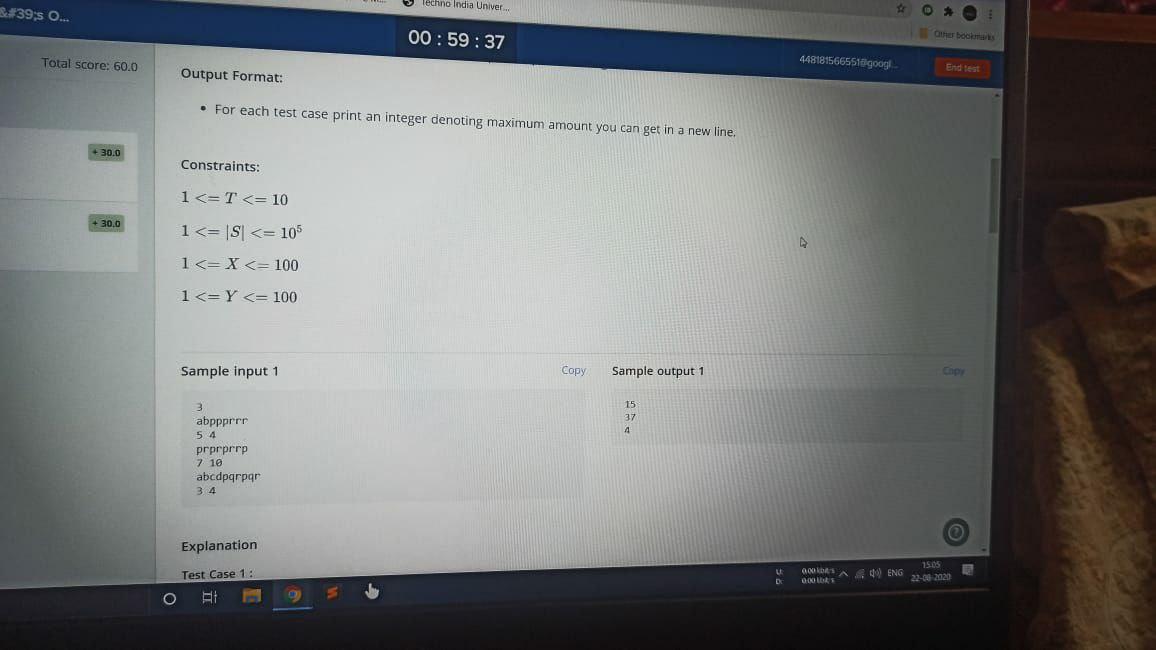 Techno India Univer...
Other bookmarks
&#39;s O...
00 : 59 : 37
448181566551@googl...
End test
Total score: 60.0
+ 30.0
+ 30.0
Output Format:
• For each test case print an integer denoting maximum amount you can get in a new line.
Constraints:
1 <= T <= 10
1 <= |S| <= 10⁵
1 <= X <= 100
1 <= Y <= 100
Sample input 1
Copy
3
abppprrr
5 4
prprprrp
7 10
abcdpqrpqr
3 4
Sample output 1
Copy
15
37
4
Explanation
Test Case 1 :
U:
D:
0.00 kbit/s
0.00 kbit/s
ENG
15:05
22-08-2020